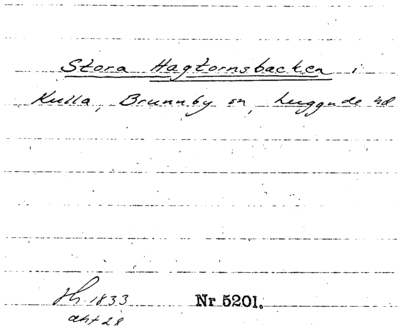 Stora Hagtornsbacken i
Kulla, Brunnby sn, Luggude hd
1833 Nr 5201.
akt 28